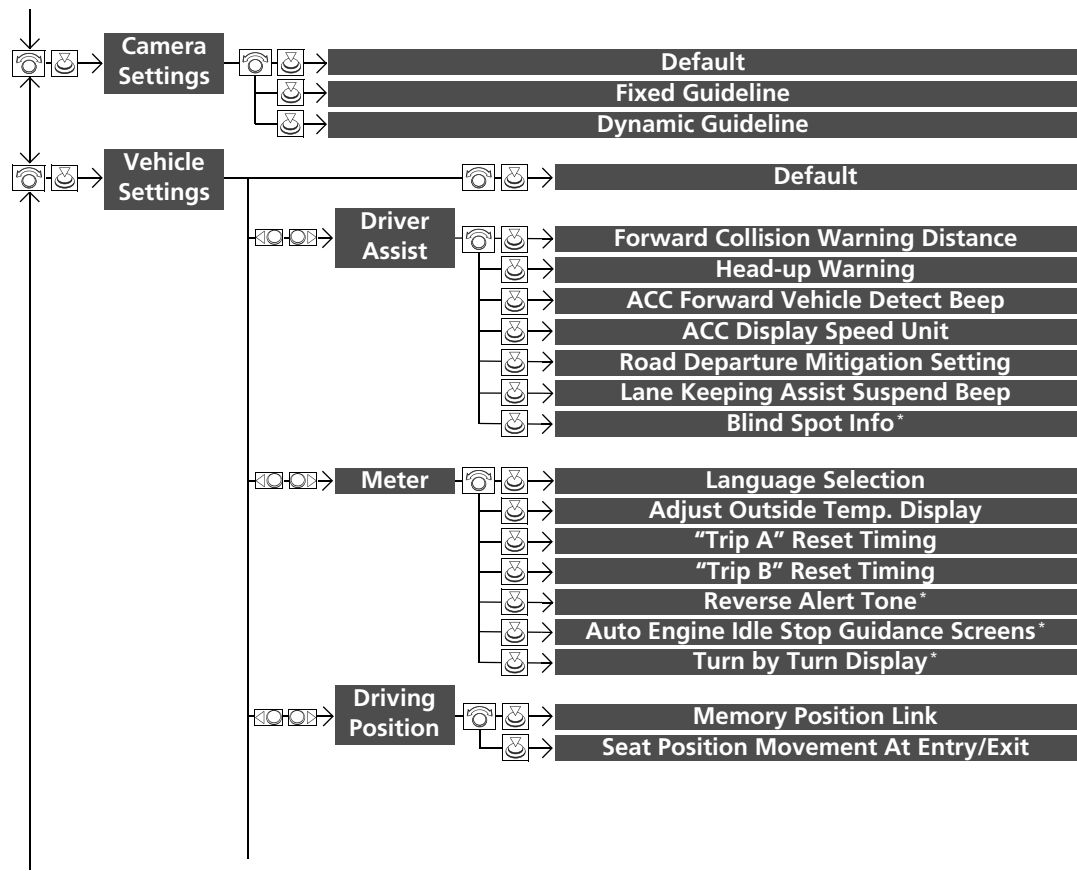 Camera
Settings
Default
Fixed Guideline
Dynamic Guideline
Vehicle
Settings
Default
Driver
Assist
Forward Collision Warning Distance
Head-up Warning
ACC Forward Vehicle Detect Beep
ACC Display Speed Unit
Road Departure Mitigation Setting
Lane Keeping Assist Suspend Beep
Blind Spot Info*
Meter
Language Selection
Adjust Outside Temp. Display
“Trip A” Reset Timing
“Trip B” Reset Timing
Reverse Alert Tone*
Auto Engine Idle Stop Guidance Screens*
Turn by Turn Display*
Driving
Position
Memory Position Link
Seat Position Movement At Entry/Exit